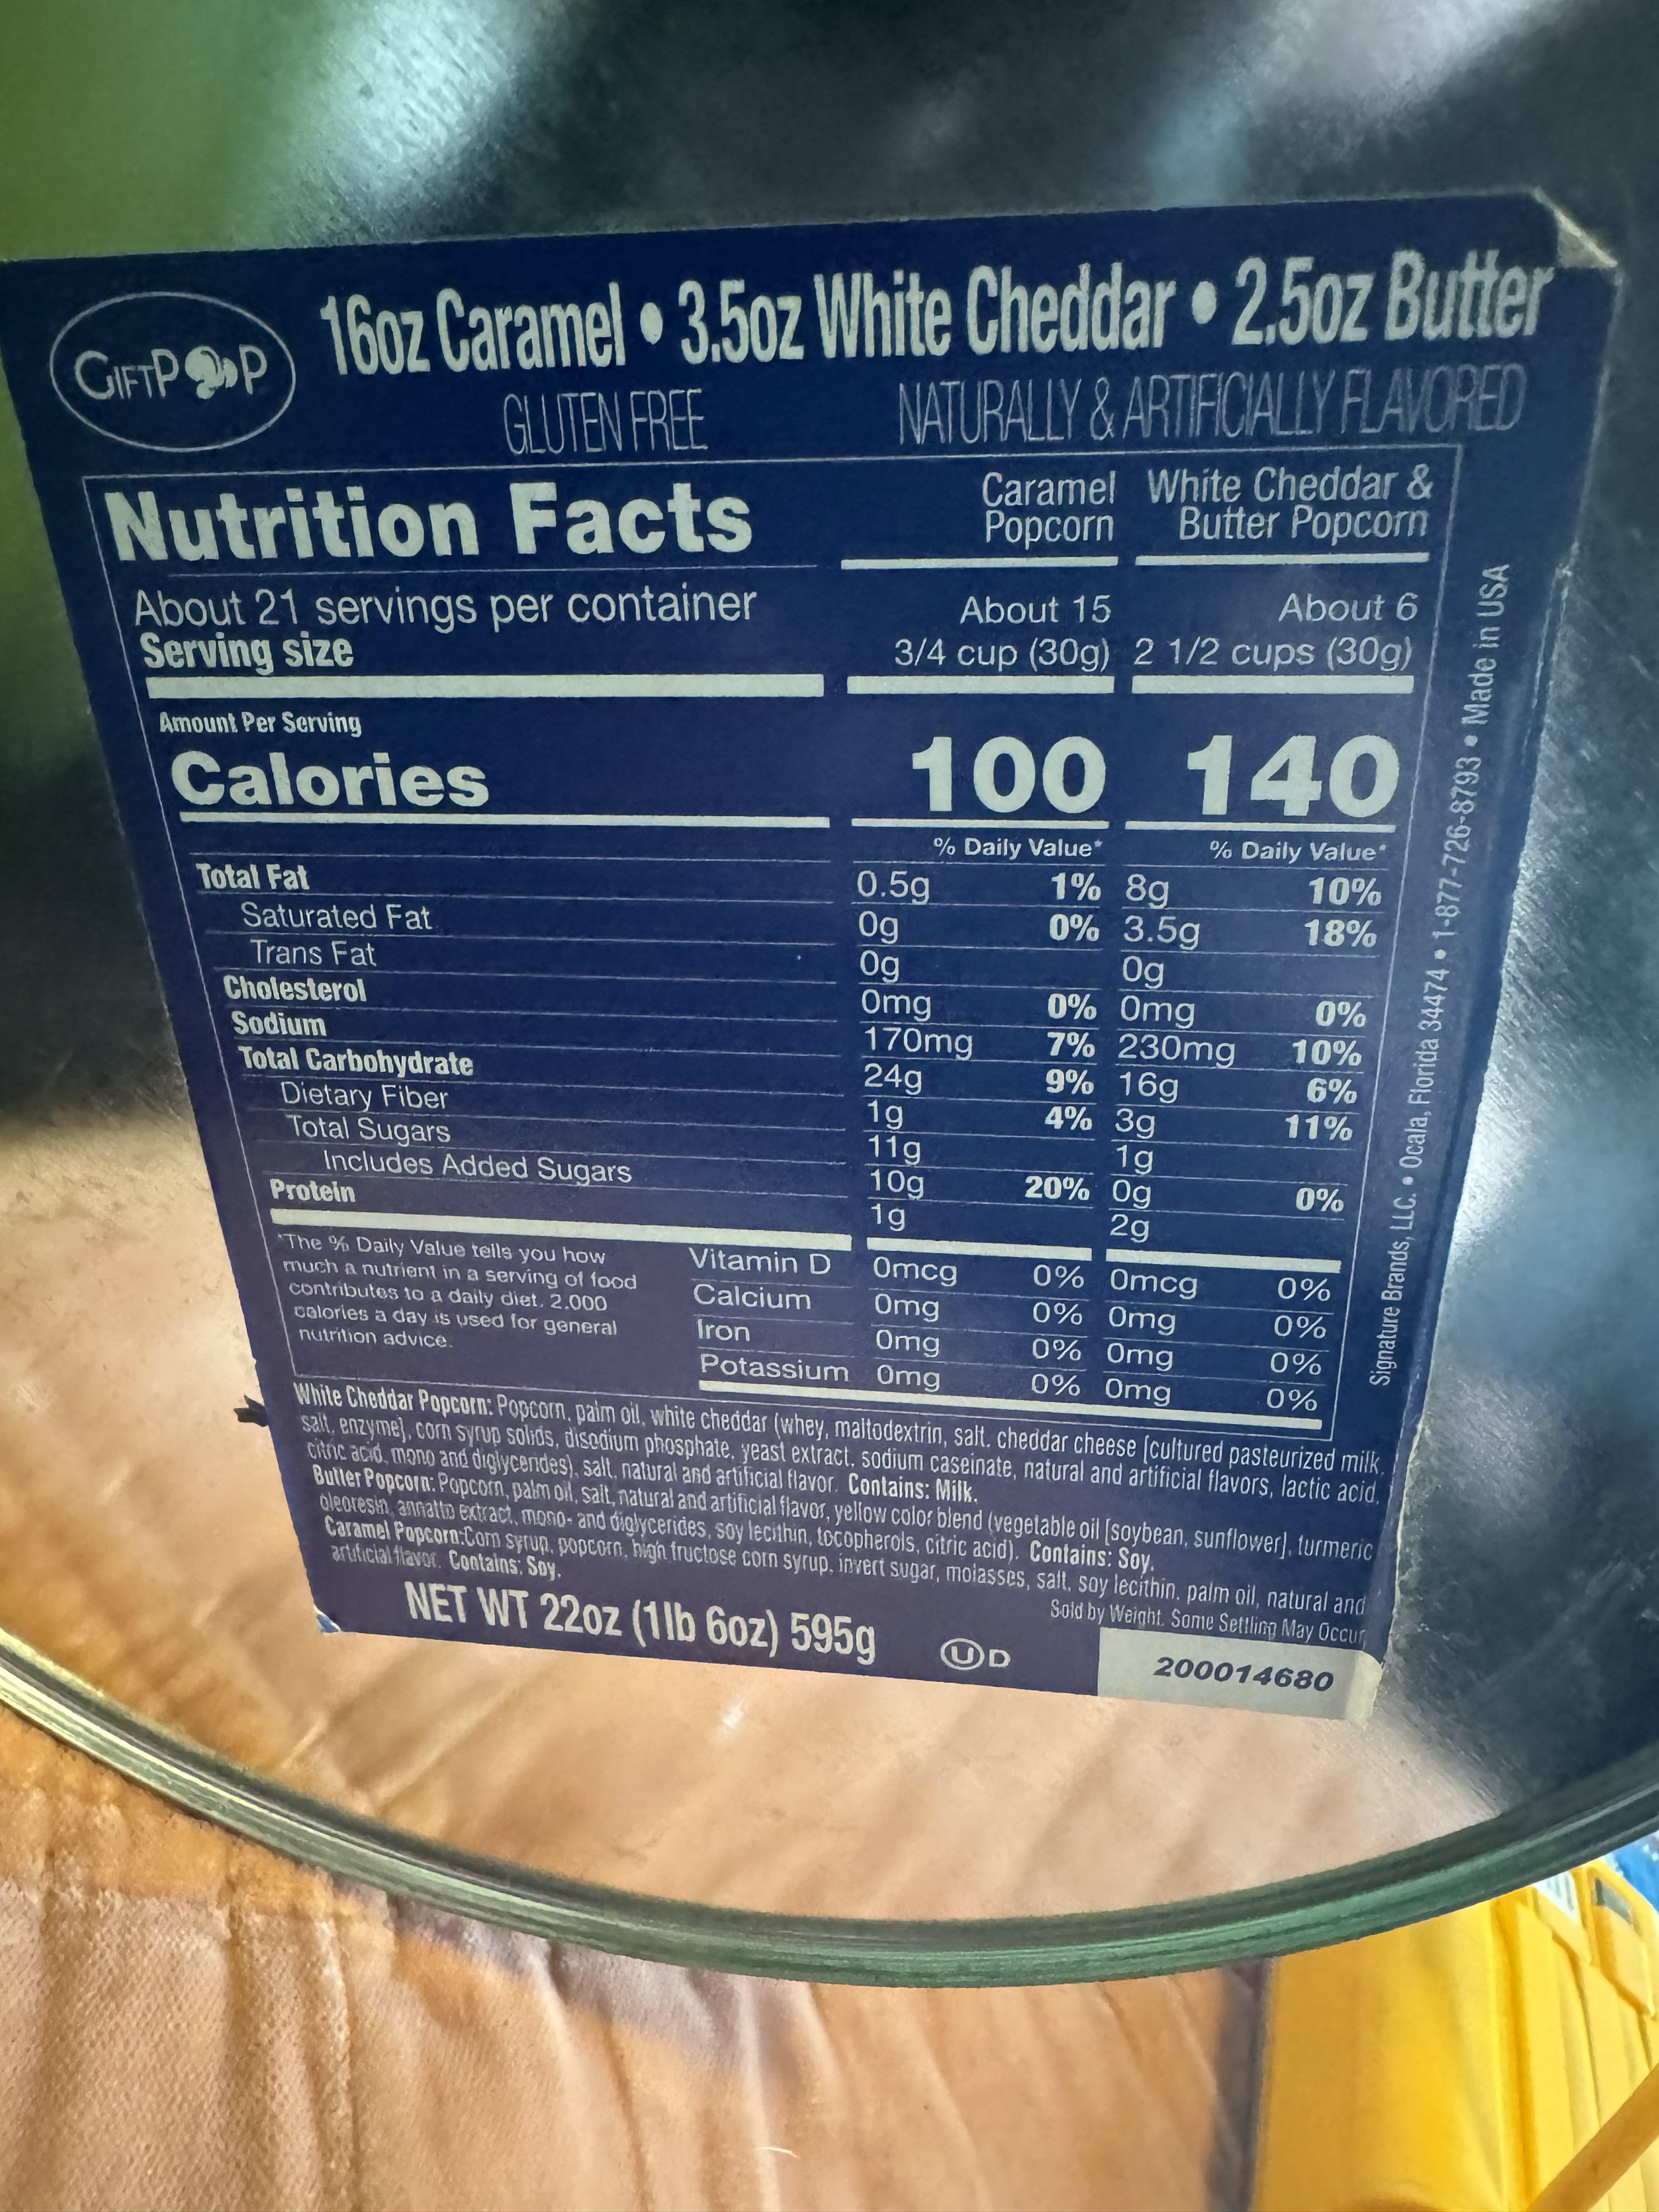 GIFTPOP
16oz Caramel • 3.5oz White Cheddar • 2.5oz Butter
GLUTEN FREE NATURALLY & ARTIFICIALLY FLAVORED
Nutrition Facts
Caramel Popcorn
White Cheddar & Butter Popcorn
About 21 servings per container About 15 About 6
Serving size 3/4 cup (30g) 2 1/2 cups (30g)
Amount Per Serving
Calories 100 140
% Daily Value* % Daily Value*
Total Fat 0.5g 1% 8g 10%
Saturated Fat 0g 0% 3.5g 18%
Trans Fat 0g 0g
Cholesterol 0mg 0% 0mg 0%
Sodium 170mg 7% 230mg 10%
Total Carbohydrate 24g 9% 16g 6%
Dietary Fiber 1g 4% 3g 11%
Total Sugars 11g 1g
Includes Added Sugars 10g 20% 0g 0%
Protein 1g 2g
*The % Daily Value tells you how
much a nutrient in a serving of food
contributes to a daily diet. 2,000
calories a day is used for general
nutrition advice.
Vitamin D 0mcg 0% 0mcg 0%
Calcium 0mg 0% 0mg 0%
Iron 0mg 0% 0mg 0%
Potassium 0mg 0% 0mg 0%
White Cheddar Popcorn: Popcorn, palm oil, white cheddar (whey, maltodextrin, salt, cheddar cheese [cultured pasteurized milk,
salt, enzyme], corn syrup solids, disodium phosphate, yeast extract, sodium caseinate, natural and artificial flavors, lactic acid,
citric acid, mono and diglycerides), salt, natural and artificial flavor. Contains: Milk.
Butter Popcorn: Popcorn, palm oil, salt, natural and artificial flavor, yellow color blend (vegetable oil [soybean, sunflower], turmeric
oleoresin, annatto extract, mono- and diglycerides, soy lecithin, tocopherols, citric acid). Contains: Soy.
Caramel Popcorn:Corn syrup, popcorn, high fructose corn syrup, invert sugar, molasses, salt, soy lecithin, palm oil, natural and
artificial flavor. Contains: Soy.
Sold by Weight. Some Settling May Occur
NET WT 22oz (1lb 6oz) 595g
U D
200014680
Signature Brands, LLC. • Ocala, Florida 34474 • 1-877-726-8793 • Made in USA